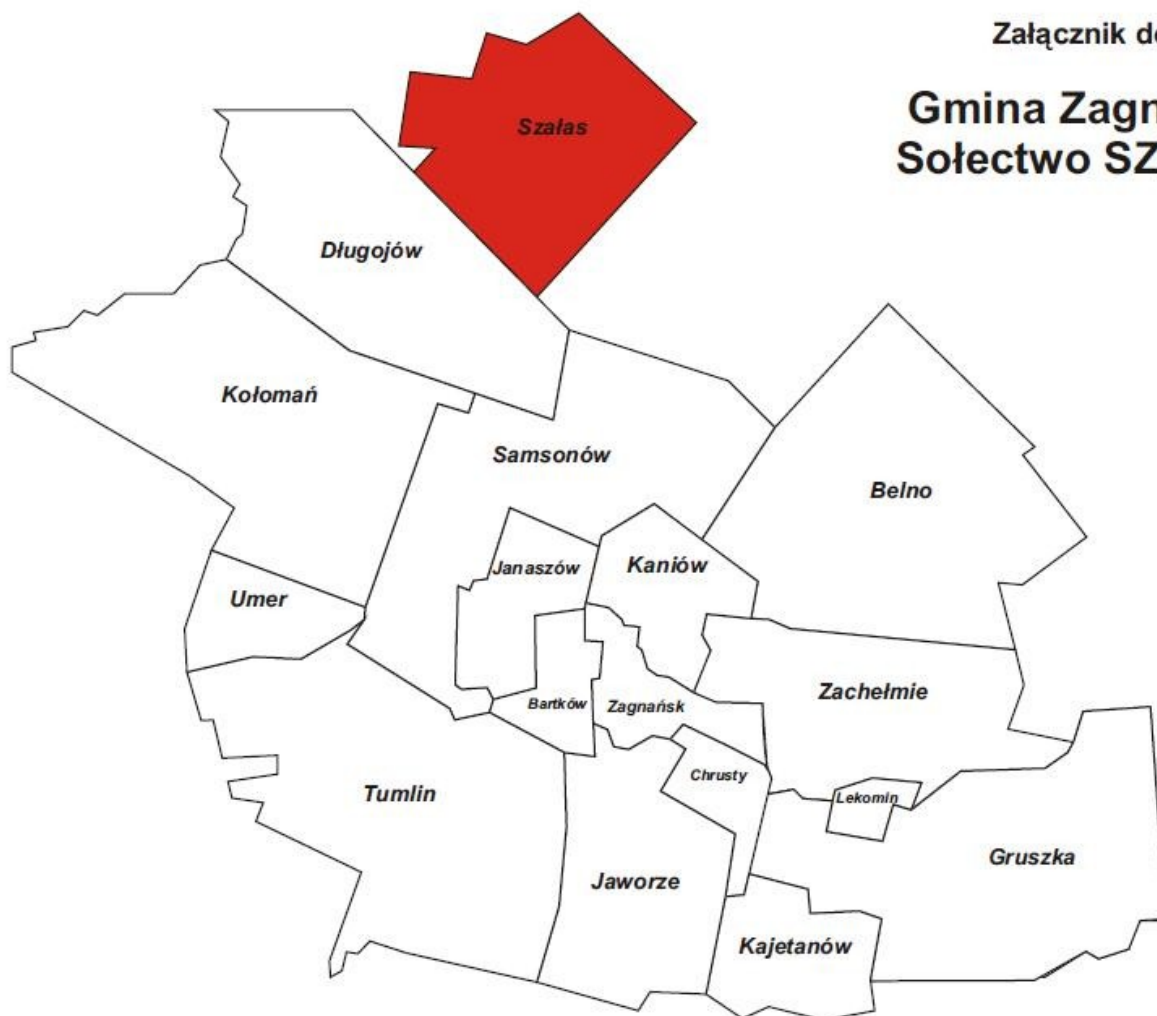 Załącznik do
Gmina Zagn
Sołectwo SZ
Szałas
Długojów
Kołomań
Samsonów
Belno
Janaszów
Kaniów
Umer
Zachełmie
Bartków
Zagnańsk
Chrusty
Tumlin
Lekomin
Gruszka
Jaworze
Kajetanów